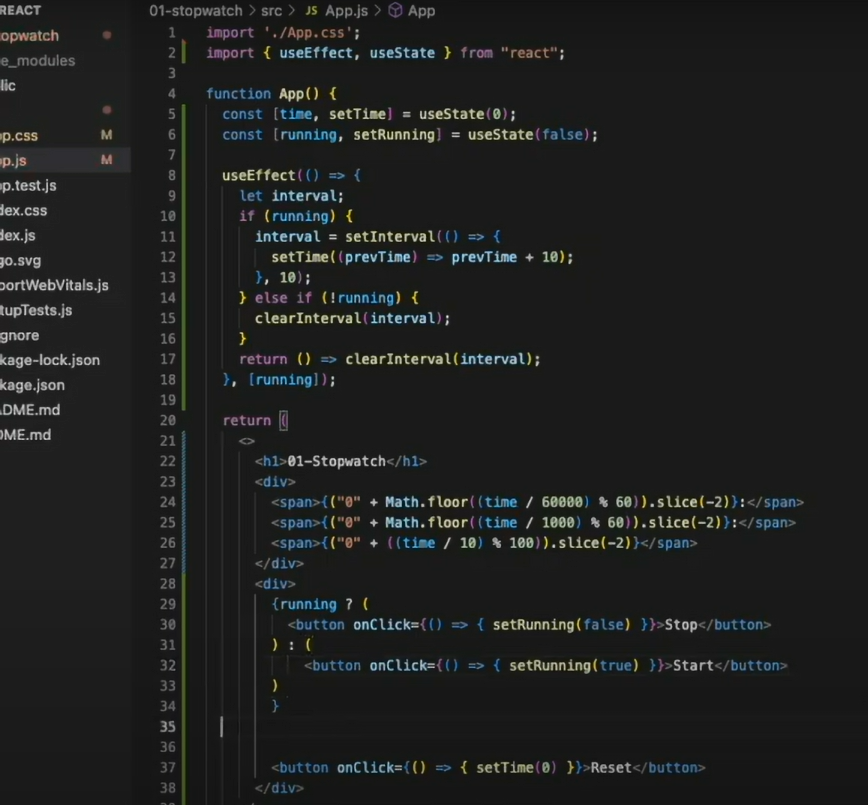 REACT
01-stopwatch > src > JS App.js > App
opwatch
e_modules
lic
p.css M
p.js M
p.test.js
dex.css
dex.js
go.svg
portWebVitals.js
tupTests.js
gnore
kage-lock.json
kage.json
ADME.md
OME.md
1 import './App.css';
2 import { useEffect, useState } from "react";
3
4 function App() {
5 const [time, setTime] = useState(0);
6 const [running, setRunning] = useState(false);
7
8 useEffect(() => {
9 let interval;
10 if (running) {
11 interval = setInterval(() => {
12 setTime((prevTime) => prevTime + 10);
13 }, 10);
14 } else if (!running) {
15 clearInterval(interval);
16 }
17 return () => clearInterval(interval);
18 }, [running]);
19
20 return (
21 <>
22 <h1>01-Stopwatch</h1>
23 <div>
24 <span>{("0" + Math.floor((time / 60000) % 60)).slice(-2)}:</span>
25 <span>{("0" + Math.floor((time / 1000) % 60)).slice(-2)}:</span>
26 <span>{("0" + ((time / 10) % 100)).slice(-2)}</span>
27 </div>
28 <div>
29 {running ? (
30 <button onClick={() => { setRunning(false) }}>Stop</button>
31 ) : (
32 <button onClick={() => { setRunning(true) }}>Start</button>
33 )
34 }
35
36
37 <button onClick={() => { setTime(0) }}>Reset</button>
38 </div>